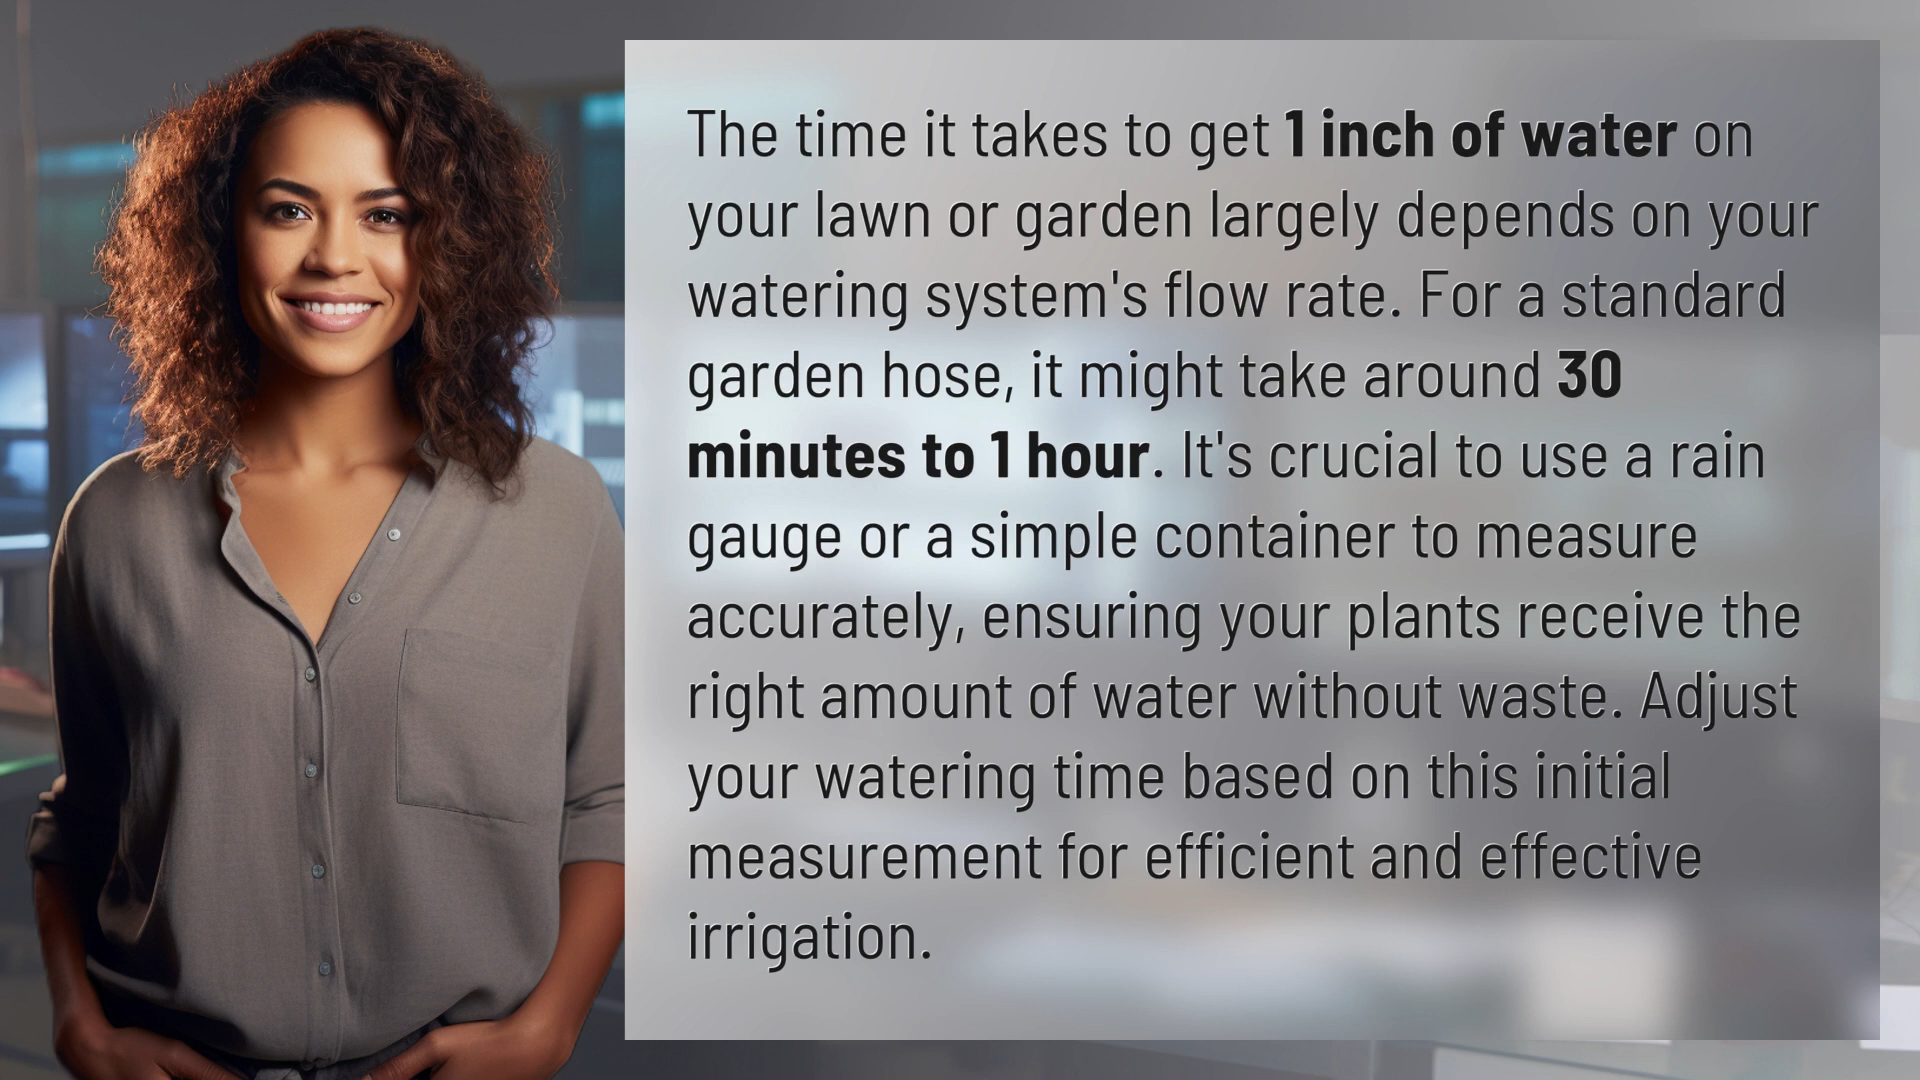 The time it takes to get 1 inch of water on
your lawn or garden largely depends on your
watering system's flow rate. For a standard
garden hose, it might take around 30
minutes to 1 hour. It's crucial to use a rain
gauge or a simple container to measure
accurately, ensuring your plants receive the
right amount of water without waste. Adjust
your watering time based on this initial
measurement for efficient and effective
irrigation.